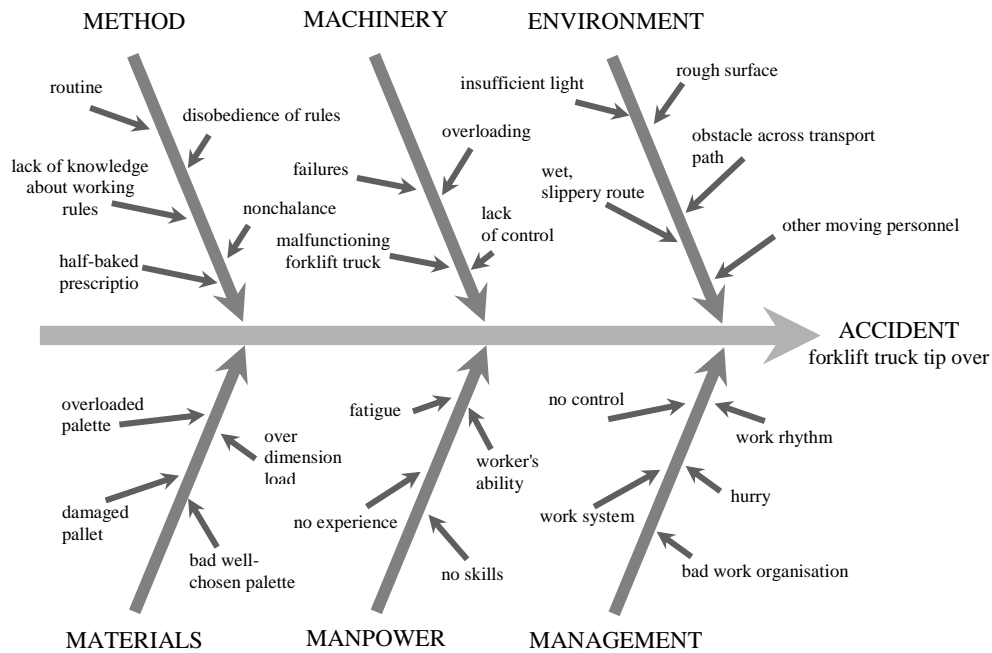 METHOD
MACHINERY
ENVIRONMENT
routine
disobedience of rules
lack of knowledge
about working
rules
nonchalance
half-baked
prescriptio
overloading
failures
lack
of control
malfunctioning
forklift truck
insufficient light
rough surface
obstacle across transport
path
wet,
slippery route
other moving personnel
ACCIDENT
forklift truck tip over
overloaded
palette
over
dimension
load
damaged
pallet
bad well-
chosen palette
fatigue
worker's
ability
no experience
no skills
no control
work rhythm
hurry
work system
bad work organisation
MATERIALS
MANPOWER
MANAGEMENT